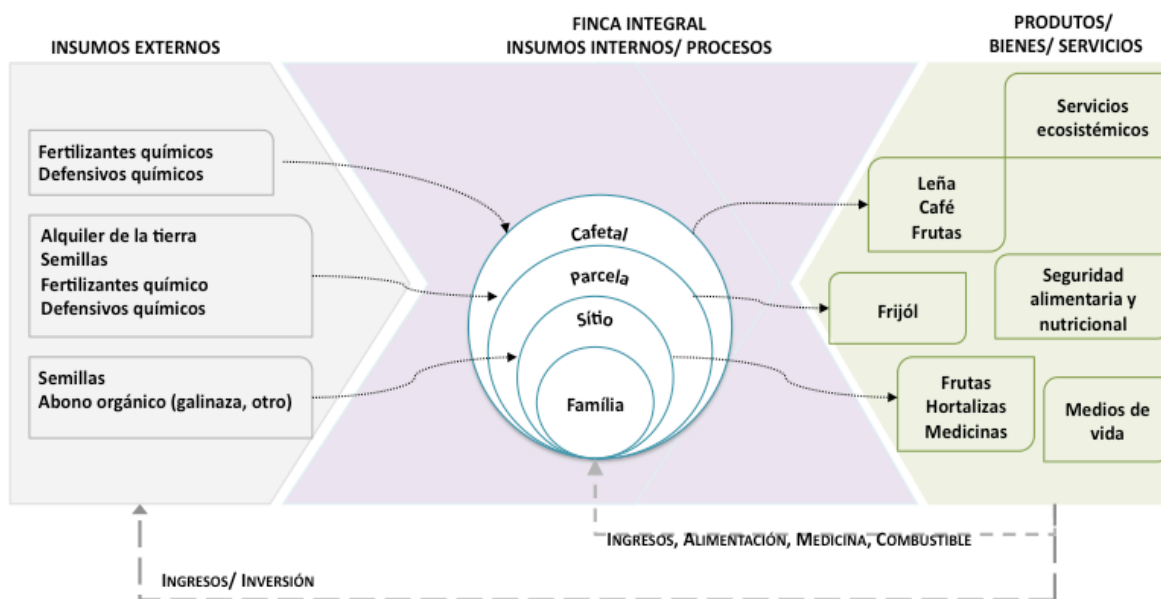 INSUMOS EXTERNOS
FINCA INTEGRAL
INSUMOS INTERNOS/ PROCESOS
PRODUTOS/
BIENES/ SERVICIOS
Fertilizantes químicos
Defensivos químicos
Alquiler de la tierra
Semillas
Fertilizantes químico
Defensivos químicos
Semillas
Abono orgánico (galinaza, otro)
Cafetal
Parcela
Sítio
Família
Servicios
ecosistémicos
Leña
Café
Frutas
Frijól
Seguridad
alimentaria y
nutricional
Frutas
Hortalizas
Medicinas
Medios de
vida
INGRESOS, ALIMENTACIÓN, MEDICINA, COMBUSTIBLE
INGRESOS/ INVERSIÓN